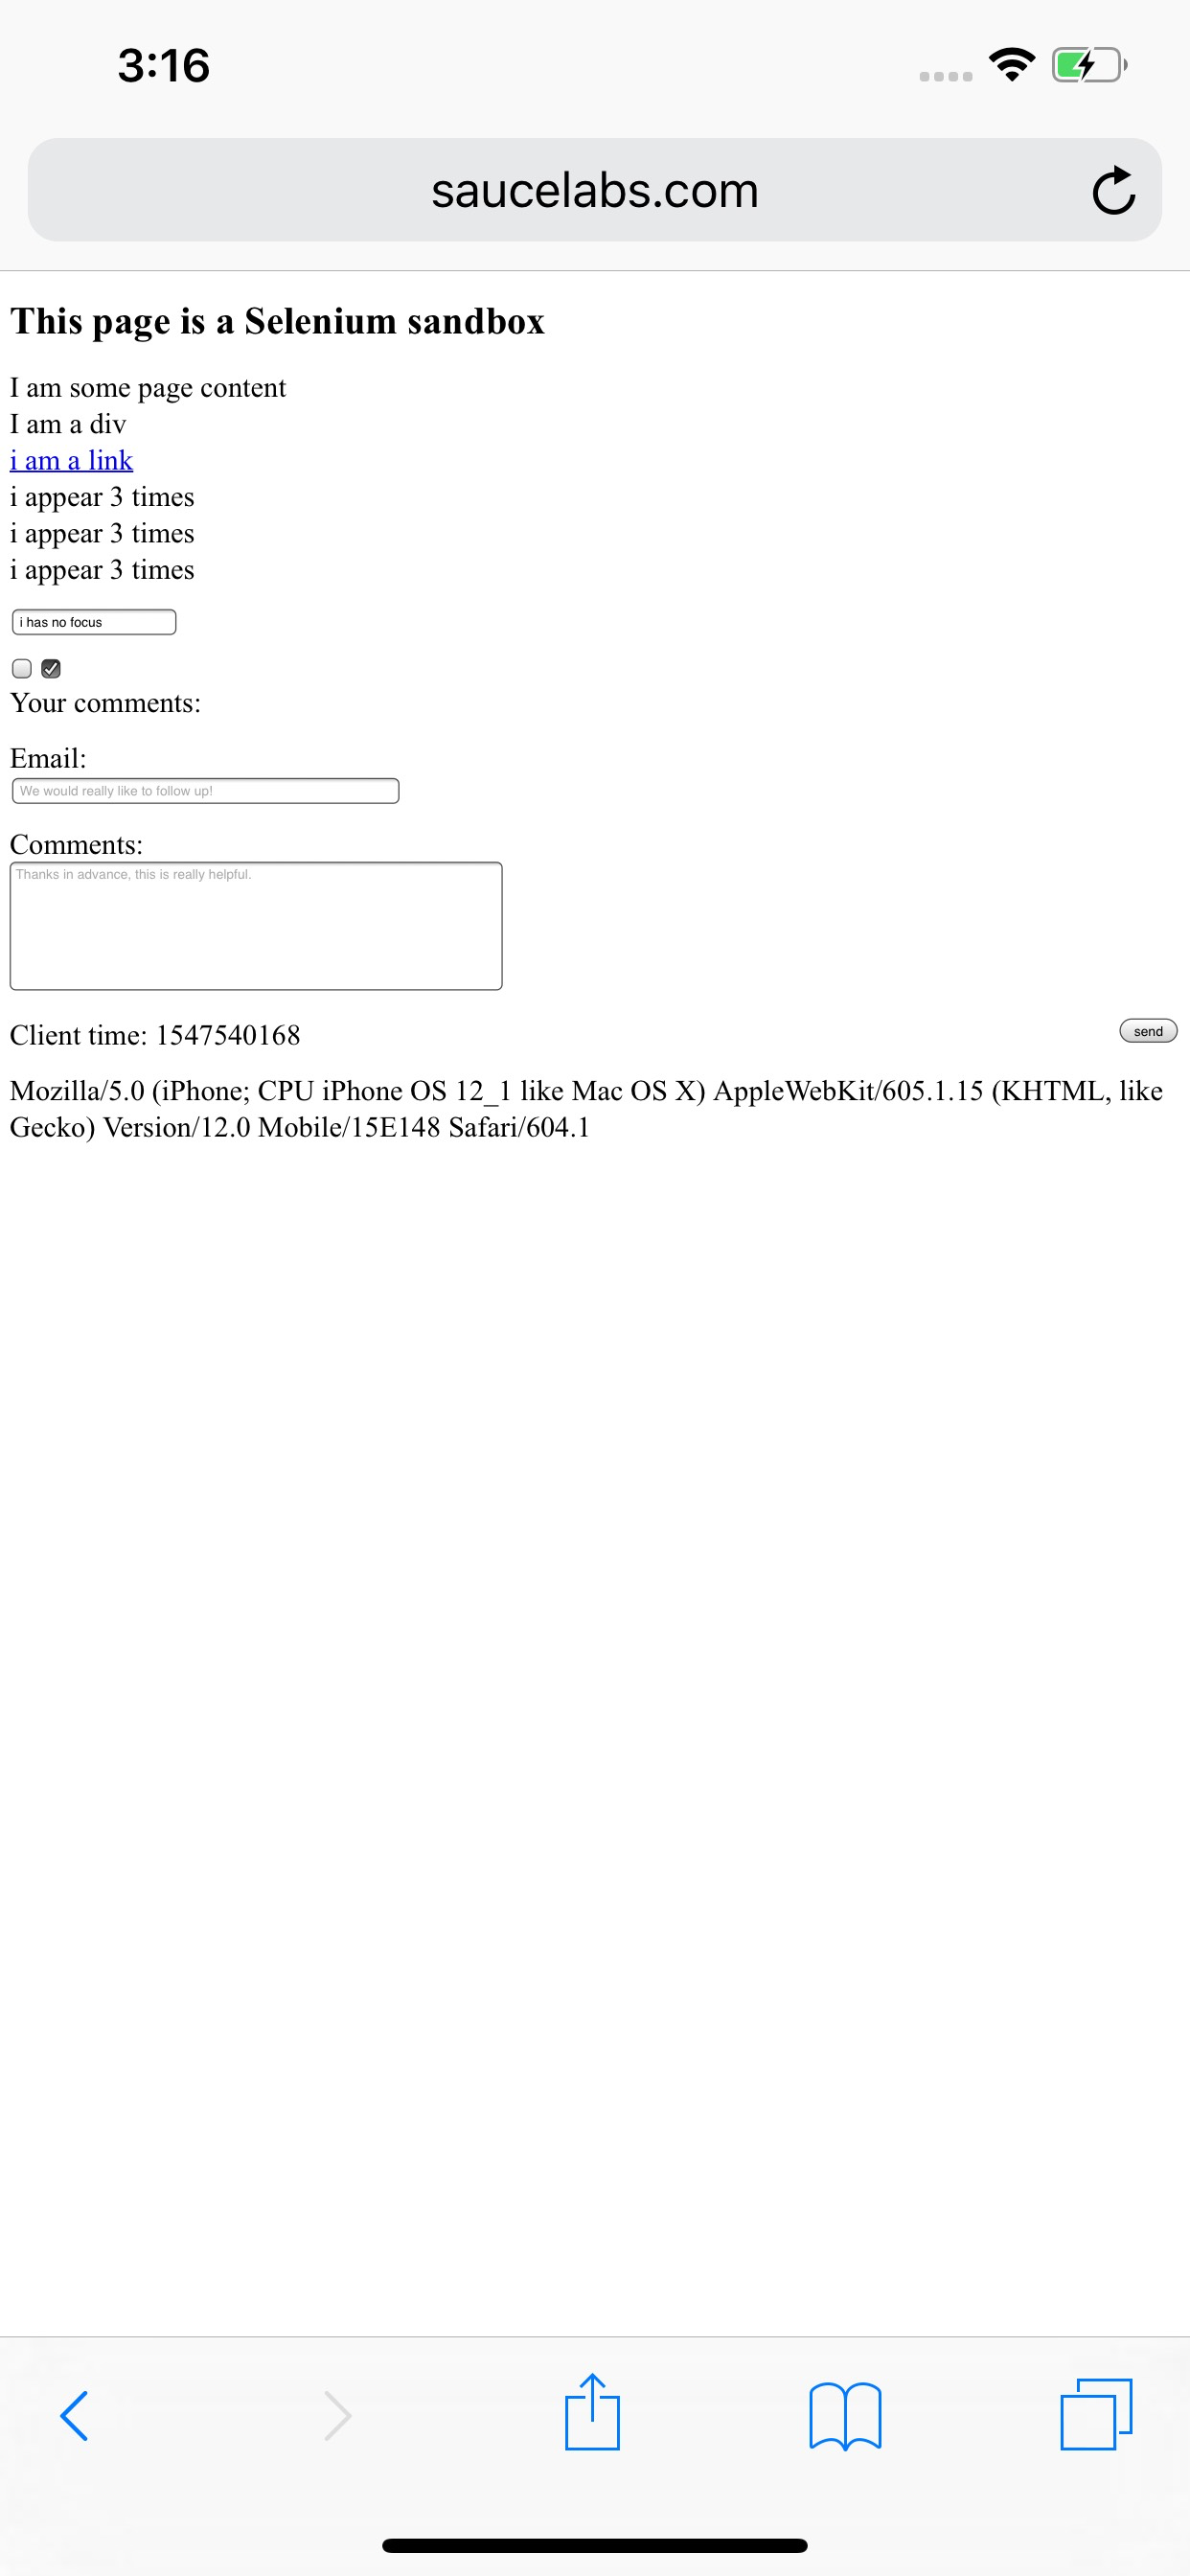 3:16
saucelabs.com
This page is a Selenium sandbox
I am some page content
I am a div
i am a link
i appear 3 times
i appear 3 times
i appear 3 times
i has no focus
Your comments:
Email:
We would really like to follow up!
Comments:
Thanks in advance, this is really helpful.
Client time: 1547540168
send
Mozilla/5.0 (iPhone; CPU iPhone OS 12_1 like Mac OS X) AppleWebKit/605.1.15 (KHTML, like
Gecko) Version/12.0 Mobile/15E148 Safari/604.1